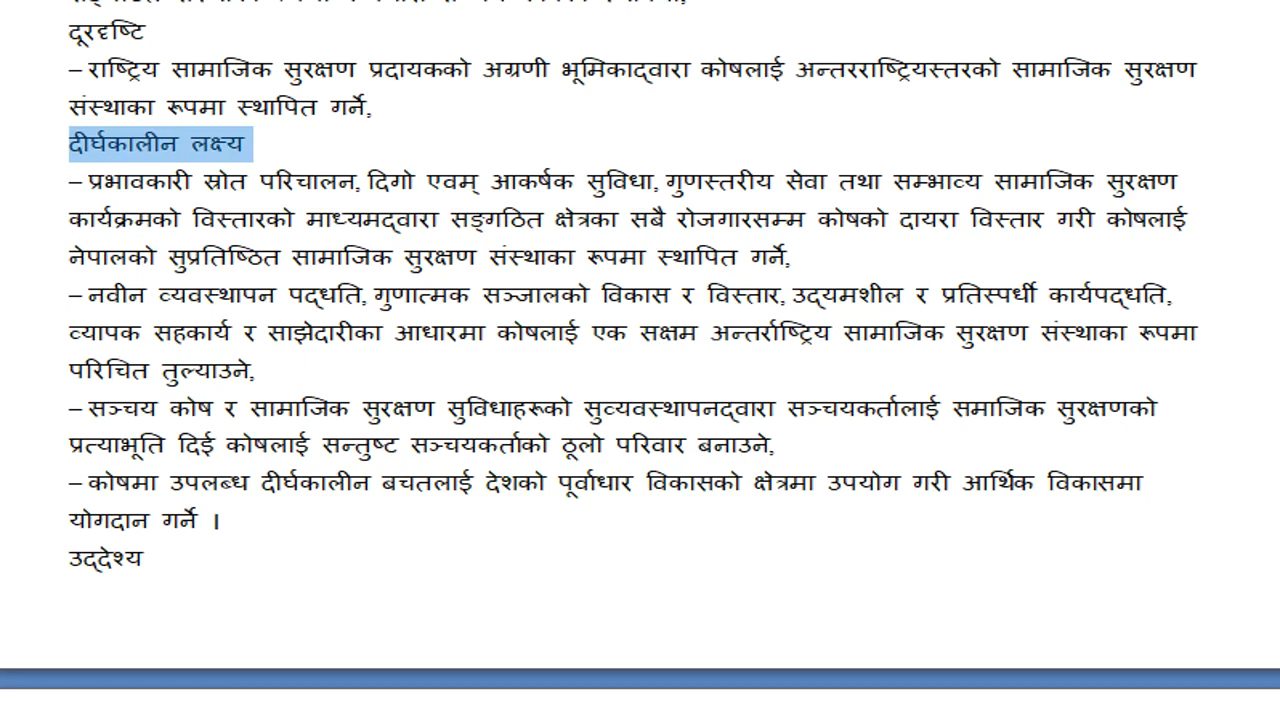 दूरदृष्टि
– राष्ट्रिय सामाजिक सुरक्षण प्रदायकको अग्रणी भूमिकाद्वारा कोषलाई अन्तरराष्ट्रियस्तरको सामाजिक सुरक्षण
संस्थाका रूपमा स्थापित गर्ने,
दीर्घकालीन लक्ष्य
– प्रभावकारी स्रोत परिचालन, दिगो एवम् आकर्षक सुविधा, गुणस्तरीय सेवा तथा सम्भाव्य सामाजिक सुरक्षण
कार्यक्रमको विस्तारको माध्यमद्वारा सङ्गठित क्षेत्रका सबै रोजगारसम्म कोषको दायरा विस्तार गरी कोषलाई
नेपालको सुप्रतिष्ठित सामाजिक सुरक्षण संस्थाका रूपमा स्थापित गर्ने,
– नवीन व्यवस्थापन पद्धति, गुणात्मक सञ्जालको विकास र विस्तार, उद्यमशील र प्रतिस्पर्धी कार्यपद्धति,
व्यापक सहकार्य र साझेदारीका आधारमा कोषलाई एक सक्षम अन्तर्राष्ट्रिय सामाजिक सुरक्षण संस्थाका रूपमा
परिचित तुल्याउने,
– सञ्चय कोष र सामाजिक सुरक्षण सुविधाहरूको सुव्यवस्थापनद्वारा सञ्चयकर्तालाई समाजिक सुरक्षणको
प्रत्याभूति दिई कोषलाई सन्तुष्ट सञ्चयकर्ताको ठूलो परिवार बनाउने,
– कोषमा उपलब्ध दीर्घकालीन बचतलाई देशको पूर्वाधार विकासको क्षेत्रमा उपयोग गरी आर्थिक विकासमा
योगदान गर्ने ।
उद्देश्य